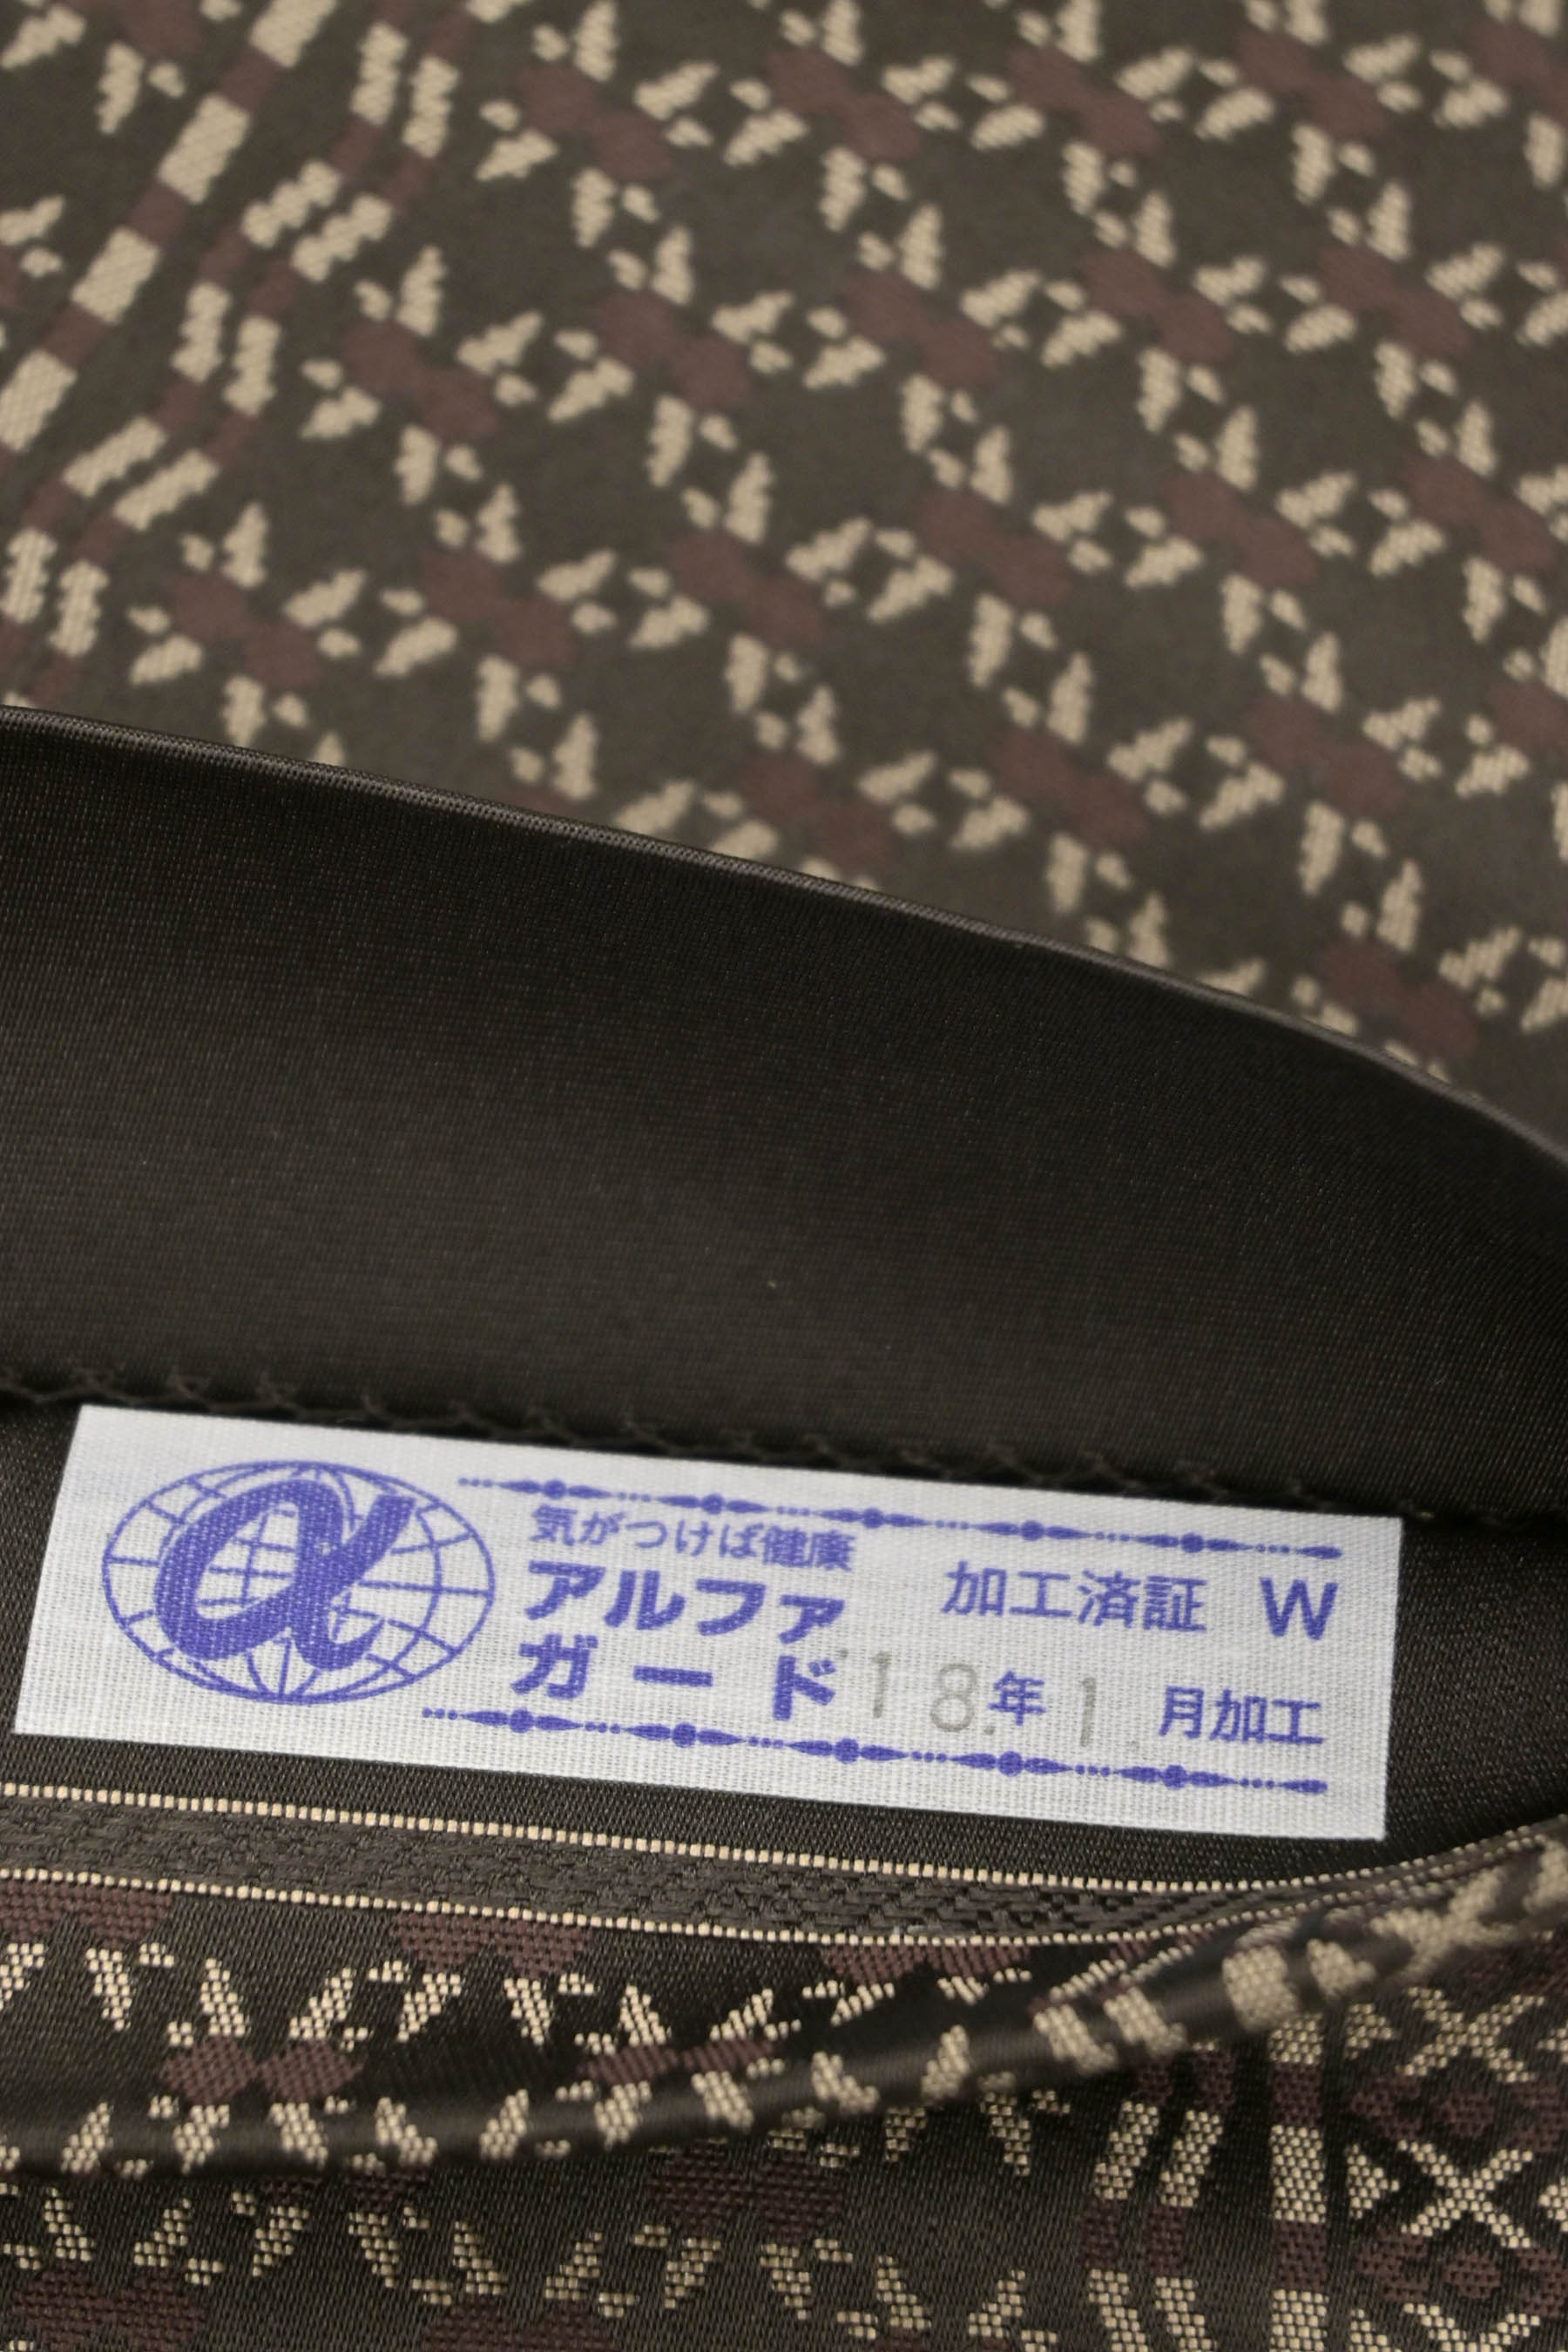 α
気がつけば健康
アルファ
ガード
加工済証 W
'18.年 1.月加工